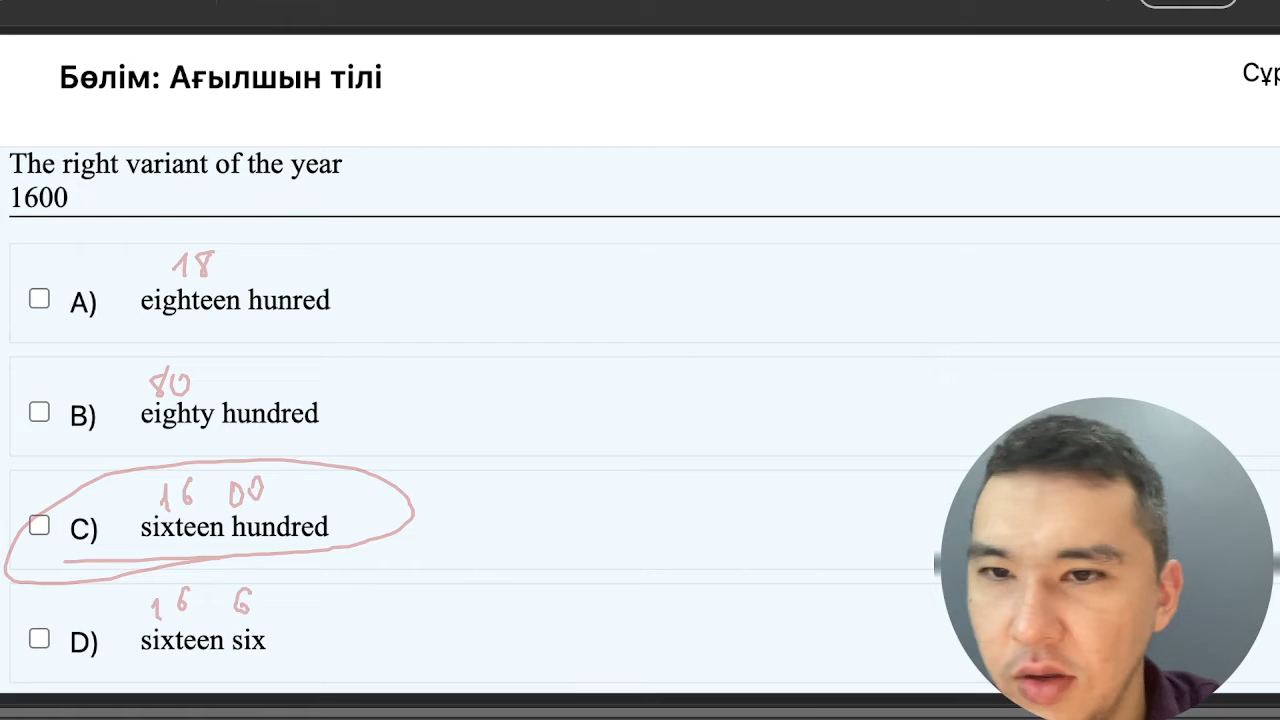 Бөлім: Ағылшын тілі
Сұр
The right variant of the year
1600
18
A) eighteen hunred
80
B) eighty hundred
16 00
C) sixteen hundred
16 6
D) sixteen six